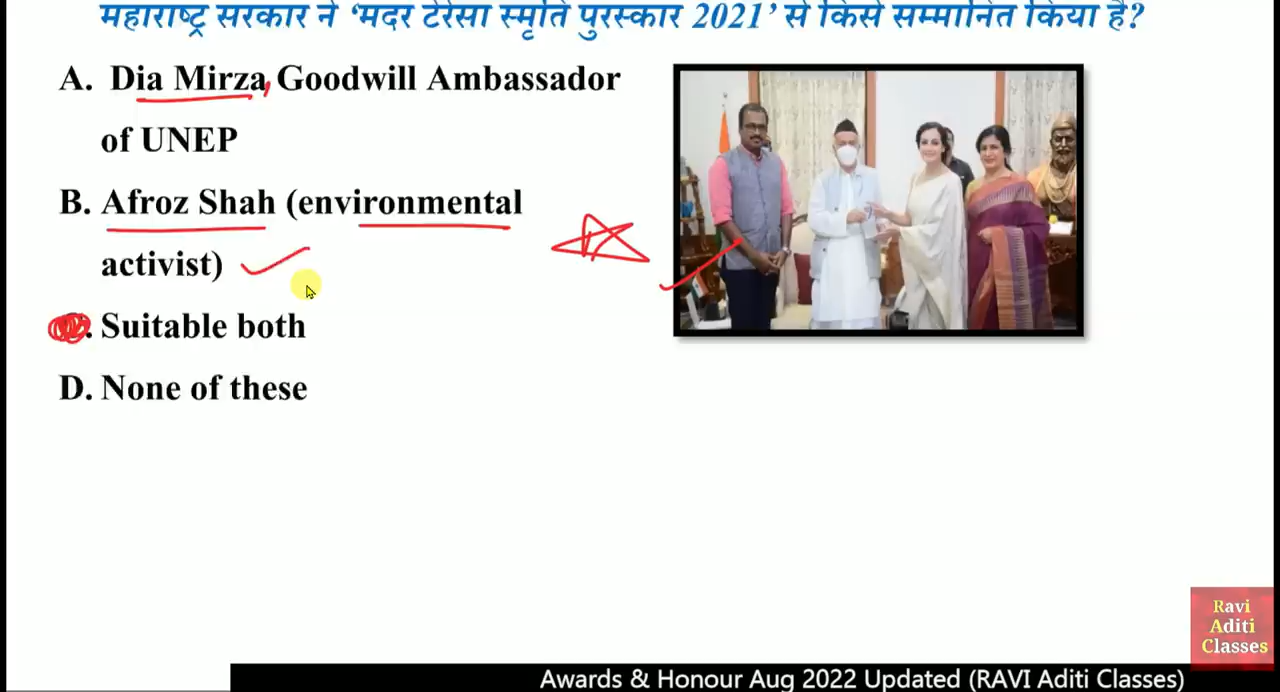 महाराष्ट्र सरकार ने ‘मदर टेरेसा स्मृति पुरस्कार 2021’ से किसे सम्मानित किया है?
A. Dia Mirza, Goodwill Ambassador
of UNEP
B. Afroz Shah (environmental
activist)
Suitable both
D. None of these
Ravi
Aditi
Classes
Awards & Honour Aug 2022 Updated (RAVI Aditi Classes)